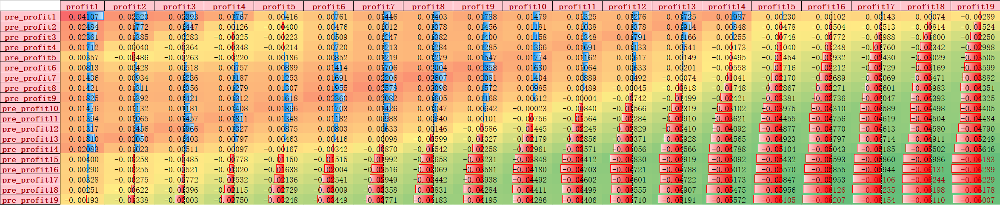 profit1 profit2 profit3 profit4 profit5 profit6 profit7 profit8 profit9 profit10 profit11 profit12 profit13 profit14 profit15 profit16 profit17 profit18 profit19
pre_profit1 0.04107 0.02520 0.02393 0.01767 0.00416 0.00761 0.01446 0.01403 0.01788 0.01479 0.01325 0.01276 0.01725 0.01987 0.00230 0.00102 0.00143 0.00074 -0.00289
pre_profit2 0.02484 0.01772 0.01447 0.00126 -0.00400 0.00476 0.01012 0.01378 0.01456 0.01181 0.01038 0.01378 0.01914 0.00848 -0.00478 -0.00504 -0.00513 -0.00814 -0.01524
pre_profit3 0.02361 0.01385 0.00283 -0.00325 -0.00223 0.00509 0.01247 0.01382 0.01400 0.01158 0.01348 0.01791 0.01166 0.00255 -0.00748 -0.00772 -0.00988 -0.01600 -0.02250
pre_profit4 0.01712 0.00040 -0.00364 -0.00348 -0.00214 0.00720 0.01213 0.01284 0.01285 0.01366 0.01691 0.01133 0.00541 -0.00173 -0.01040 -0.01248 -0.01760 -0.02342 -0.02988
pre_profit5 0.00357 -0.00486 -0.00263 -0.00220 0.00186 0.00852 0.01219 0.01279 0.01547 0.01774 0.01162 0.00617 0.00149 -0.00495 -0.01454 -0.01932 -0.02430 -0.03029 -0.03505
pre_profit6 0.00813 0.00428 0.00518 0.00757 0.00889 0.01414 0.01706 0.02004 0.02358 0.01680 0.01064 0.00633 0.00201 -0.00558 -0.01716 -0.02212 -0.02729 -0.03169 -0.03599
pre_profit7 0.01436 0.00934 0.01236 0.01187 0.01253 0.01691 0.02206 0.02607 0.02081 0.01404 0.00889 0.00492 -0.00074 -0.01041 -0.02170 -0.02689 -0.03069 -0.03471 -0.03882
pre_profit8 0.01421 0.01311 0.01356 0.01279 0.01307 0.01955 0.02578 0.02098 0.01572 0.00985 0.00489 -0.00045 -0.00818 -0.01748 -0.02867 -0.03271 -0.03601 -0.03983 -0.04351
pre_profit9 0.01825 0.01392 0.01421 0.01312 0.01618 0.02360 0.02082 0.01605 0.01168 0.00612 -0.00004 -0.00742 -0.01499 -0.02421 -0.03381 -0.03736 -0.04047 -0.04393 -0.04325
pre_profit10 0.01476 0.01132 0.01181 0.01408 0.01866 0.01703 0.01426 0.01047 0.00642 -0.00023 -0.00840 -0.01566 -0.02319 -0.03102 -0.03975 -0.04310 -0.04589 -0.04498 -0.04405
pre_profit11 0.01394 0.01065 0.01457 0.01811 0.01348 0.01182 0.00988 0.00640 0.00101 -0.00756 -0.01564 -0.02284 -0.02910 -0.03621 -0.04455 -0.04756 -0.04619 -0.04504 -0.04484
pre_profit12 0.01317 0.01456 0.01966 0.01327 0.00875 0.00803 0.00633 0.00146 -0.00586 -0.01445 -0.02248 -0.02829 -0.03410 -0.04092 -0.04877 -0.04770 -0.04613 -0.04580 -0.04790
pre_profit13 0.01810 0.02050 0.01403 0.00797 0.00463 0.00416 0.00098 -0.00599 -0.01327 -0.02179 -0.02856 -0.03371 -0.03928 -0.04565 -0.04923 -0.04797 -0.04714 -0.04911 -0.05249
pre_profit14 0.02083 0.01023 0.00511 0.00097 -0.00167 -0.00342 -0.00870 -0.01542 -0.02258 -0.02961 -0.03571 -0.04056 -0.04566 -0.04788 -0.05104 -0.05043 -0.05185 -0.05502 -0.05646
pre_profit15 0.00400 -0.00258 -0.00485 -0.00778 -0.01150 -0.01515 -0.01992 -0.02658 -0.03231 -0.03848 -0.04412 -0.04830 -0.04919 -0.05092 -0.05432 -0.05593 -0.05860 -0.05986 -0.06183
pre_profit16 0.00290 -0.00255 -0.00521 -0.01020 -0.01638 -0.02004 -0.02516 -0.03069 -0.03581 -0.04180 -0.04703 -0.04721 -0.04788 -0.05012 -0.05570 -0.05855 -0.05944 -0.06131 -0.06289
pre_profit17 0.00328 -0.00275 -0.00772 -0.01532 -0.02136 -0.02541 -0.02949 -0.03442 -0.03938 -0.04492 -0.04602 -0.04601 -0.04722 -0.05173 -0.05847 -0.05953 -0.06106 -0.06244 -0.06229
pre_profit18 0.00251 -0.00622 -0.01396 -0.02115 -0.02729 -0.03009 -0.03358 -0.03831 -0.04284 -0.04411 -0.04498 -0.04555 -0.04907 -0.05475 -0.05956 -0.06126 -0.06235 -0.06198 -0.06178
pre_profit19 -0.00193 -0.01338 -0.02003 -0.02750 -0.03248 -0.03449 -0.03771 -0.04183 -0.04195 -0.04286 -0.04406 -0.04710 -0.05191 -0.05572 -0.06105 -0.06207 -0.06154 -0.06110 -0.06007